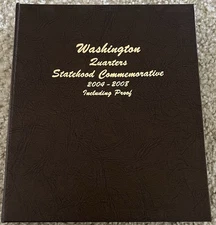 Washington
Quarters
Statehood Commemorative
2004-2008
Including Proof